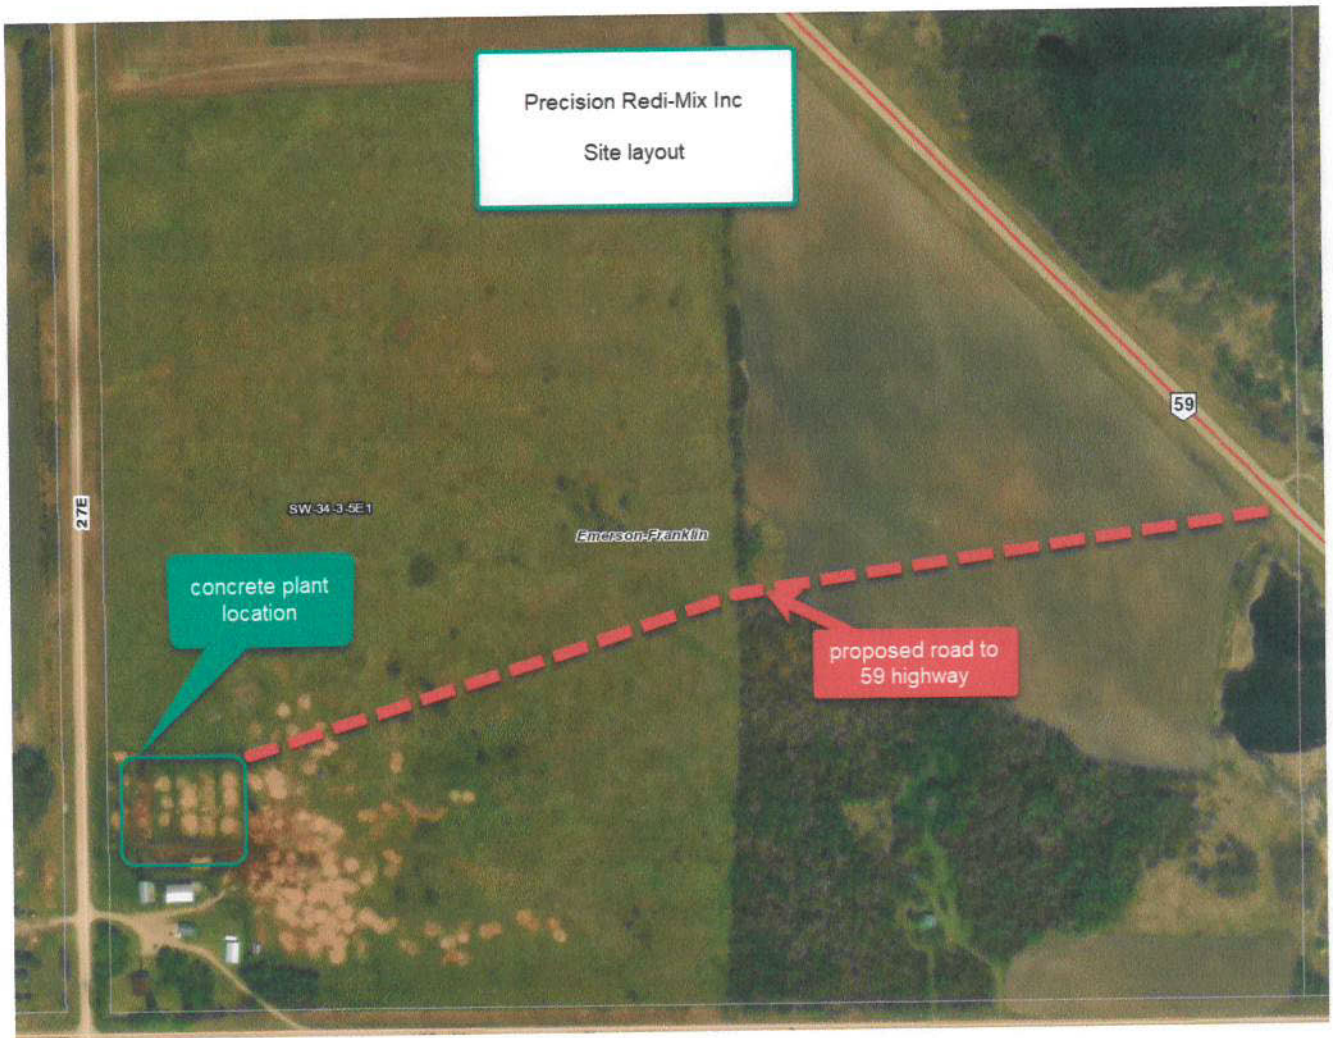 Precision Redi-Mix Inc
Site layout
59
27E
SW-34-3-5E1
Emerson-Franklin
concrete plant
location
proposed road to
59 highway